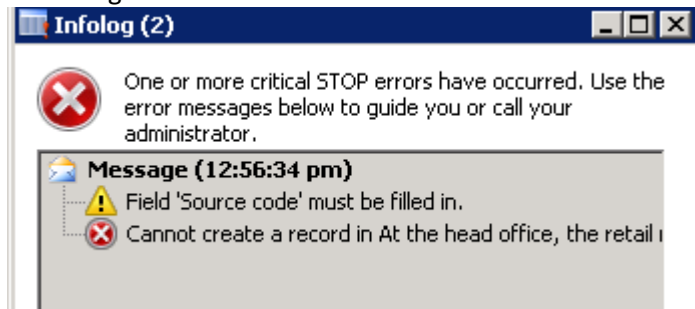 Infolog (2)
One or more critical STOP errors have occurred. Use the
error messages below to guide you or call your
administrator.
Message (12:56:34 pm)
Field 'Source code' must be filled in.
Cannot create a record in At the head office, the retail